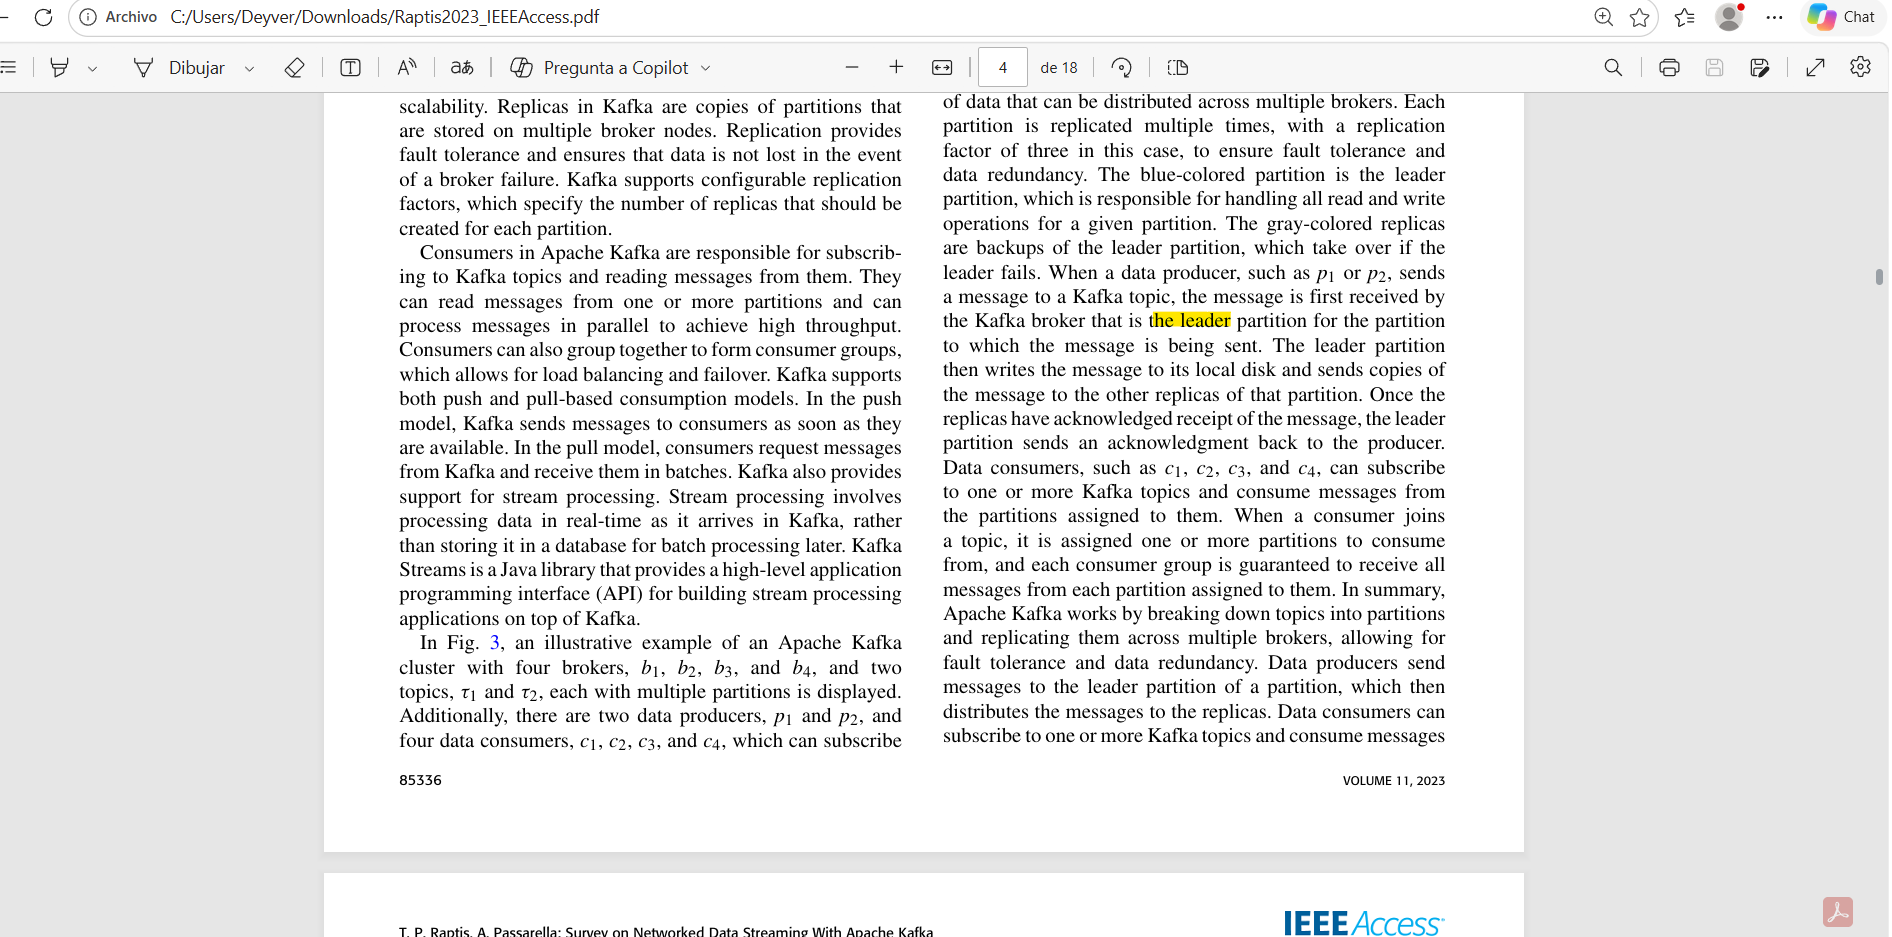 Archivo C:/Users/Deyver/Downloads/Raptis2023_IEEEAccess.pdf
Chat
Dibujar
T
A
aあ
Pregunta a Copilot
4 de 18
scalability. Replicas in Kafka are copies of partitions that
are stored on multiple broker nodes. Replication provides
fault tolerance and ensures that data is not lost in the event
of a broker failure. Kafka supports configurable replication
factors, which specify the number of replicas that should be
created for each partition.
Consumers in Apache Kafka are responsible for subscrib-
ing to Kafka topics and reading messages from them. They
can read messages from one or more partitions and can
process messages in parallel to achieve high throughput.
Consumers can also group together to form consumer groups,
which allows for load balancing and failover. Kafka supports
both push and pull-based consumption models. In the push
model, Kafka sends messages to consumers as soon as they
are available. In the pull model, consumers request messages
from Kafka and receive them in batches. Kafka also provides
support for stream processing. Stream processing involves
processing data in real-time as it arrives in Kafka, rather
than storing it in a database for batch processing later. Kafka
Streams is a Java library that provides a high-level application
programming interface (API) for building stream processing
applications on top of Kafka.
In Fig. 3, an illustrative example of an Apache Kafka
cluster with four brokers, b1, b2, b3, and b4, and two
topics, τ1 and τ2, each with multiple partitions is displayed.
Additionally, there are two data producers, p1 and p2, and
four data consumers, c1, c2, c3, and c4, which can subscribe
of data that can be distributed across multiple brokers. Each
partition is replicated multiple times, with a replication
factor of three in this case, to ensure fault tolerance and
data redundancy. The blue-colored partition is the leader
partition, which is responsible for handling all read and write
operations for a given partition. The gray-colored replicas
are backups of the leader partition, which take over if the
leader fails. When a data producer, such as p1 or p2, sends
a message to a Kafka topic, the message is first received by
the Kafka broker that is the leader partition for the partition
to which the message is being sent. The leader partition
then writes the message to its local disk and sends copies of
the message to the other replicas of that partition. Once the
replicas have acknowledged receipt of the message, the leader
partition sends an acknowledgment back to the producer.
Data consumers, such as c1, c2, c3, and c4, can subscribe
to one or more Kafka topics and consume messages from
the partitions assigned to them. When a consumer joins
a topic, it is assigned one or more partitions to consume
from, and each consumer group is guaranteed to receive all
messages from each partition assigned to them. In summary,
Apache Kafka works by breaking down topics into partitions
and replicating them across multiple brokers, allowing for
fault tolerance and data redundancy. Data producers send
messages to the leader partition of a partition, which then
distributes the messages to the replicas. Data consumers can
subscribe to one or more Kafka topics and consume messages
85336
VOLUME 11, 2023
T. P. Raptis, A. Passarella: Survey on Networked Data Streaming With Apache Kafka
IEEE Access